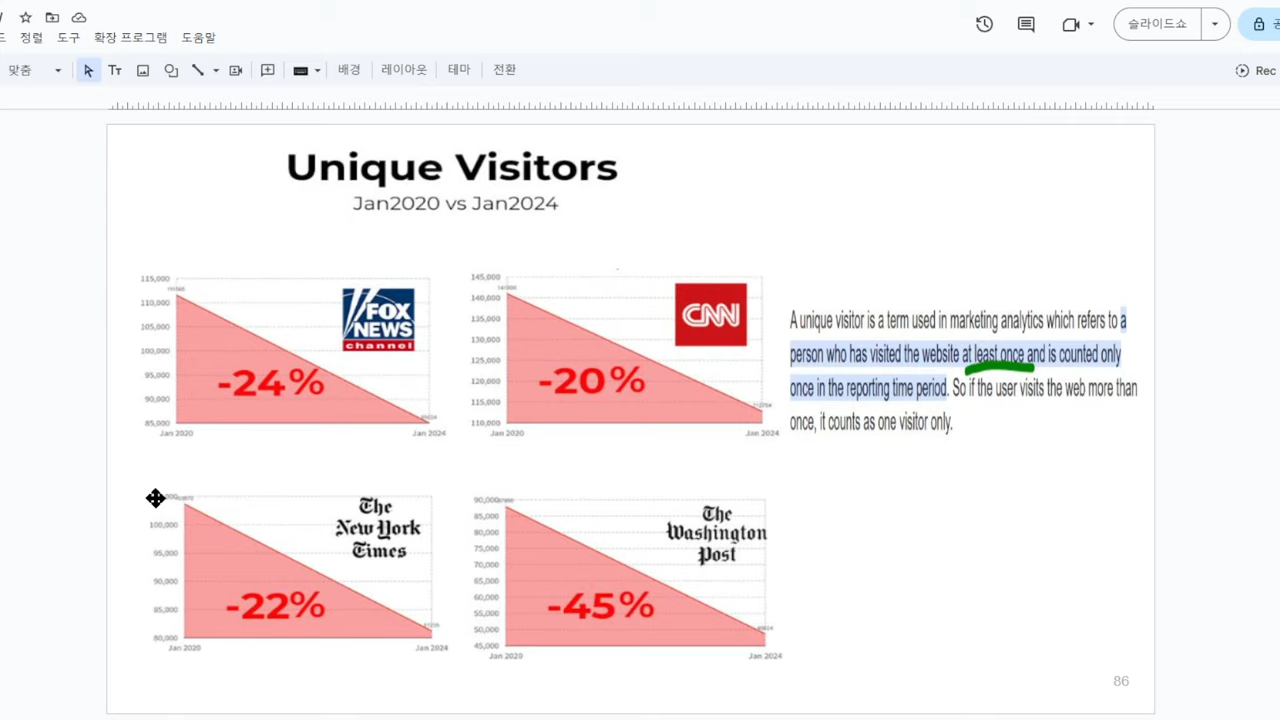 정렬 도구 확장 프로그램 도움말
슬라이드쇼
맞춤 배경 레이아웃 테마 전환 Rec
Unique Visitors
Jan2020 vs Jan2024
115,000
110,000
105,000
100,000
95,000
90,000
85,000
Jan 2020 Jan 2024
FOX
NEWS
channel
-24%
145,000
140,000
135,000
130,000
125,000
120,000
115,000
110,000
Jan 2020 Jan 2024
CNN
-20%
A unique visitor is a term used in marketing analytics which refers to a
person who has visited the website at least once and is counted only
once in the reporting time period. So if the user visits the web more than
once, it counts as one visitor only.
100,000
95,000
90,000
85,000
80,000
Jan 2020 Jan 2024
The
New York
Times
-22%
90,000
85,000
80,000
75,000
70,000
65,000
60,000
55,000
50,000
45,000
Jan 2020 Jan 2024
The
Washington
Post
-45%
86